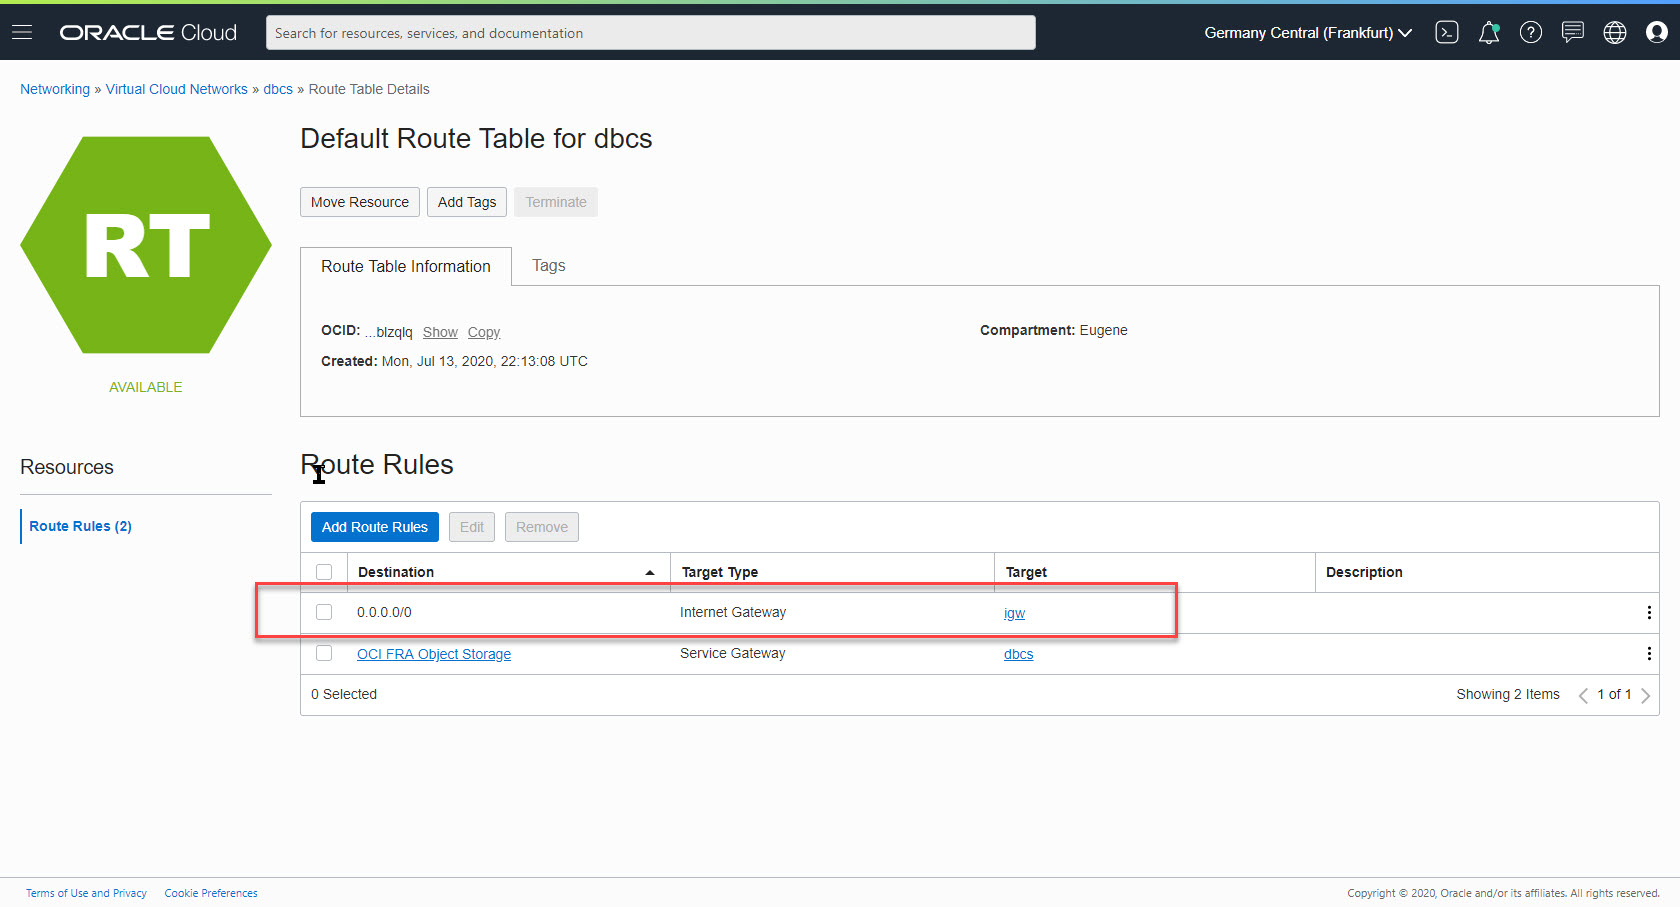 ORACLE Cloud
Search for resources, services, and documentation
Germany Central (Frankfurt)
Networking » Virtual Cloud Networks » dbcs » Route Table Details
RT
AVAILABLE
Default Route Table for dbcs
Move Resource Add Tags Terminate
Route Table Information Tags
OCID: ...blzqlq Show Copy
Compartment: Eugene
Created: Mon, Jul 13, 2020, 22:13:08 UTC
Resources
Route Rules (2)
Route Rules
Add Route Rules Edit Remove
Destination Target Type Target Description
0.0.0.0/0 Internet Gateway igw
OCI FRA Object Storage Service Gateway dbcs
0 Selected Showing 2 Items 1 of 1
Terms of Use and Privacy Cookie Preferences Copyright © 2020, Oracle and/or its affiliates. All rights reserved.